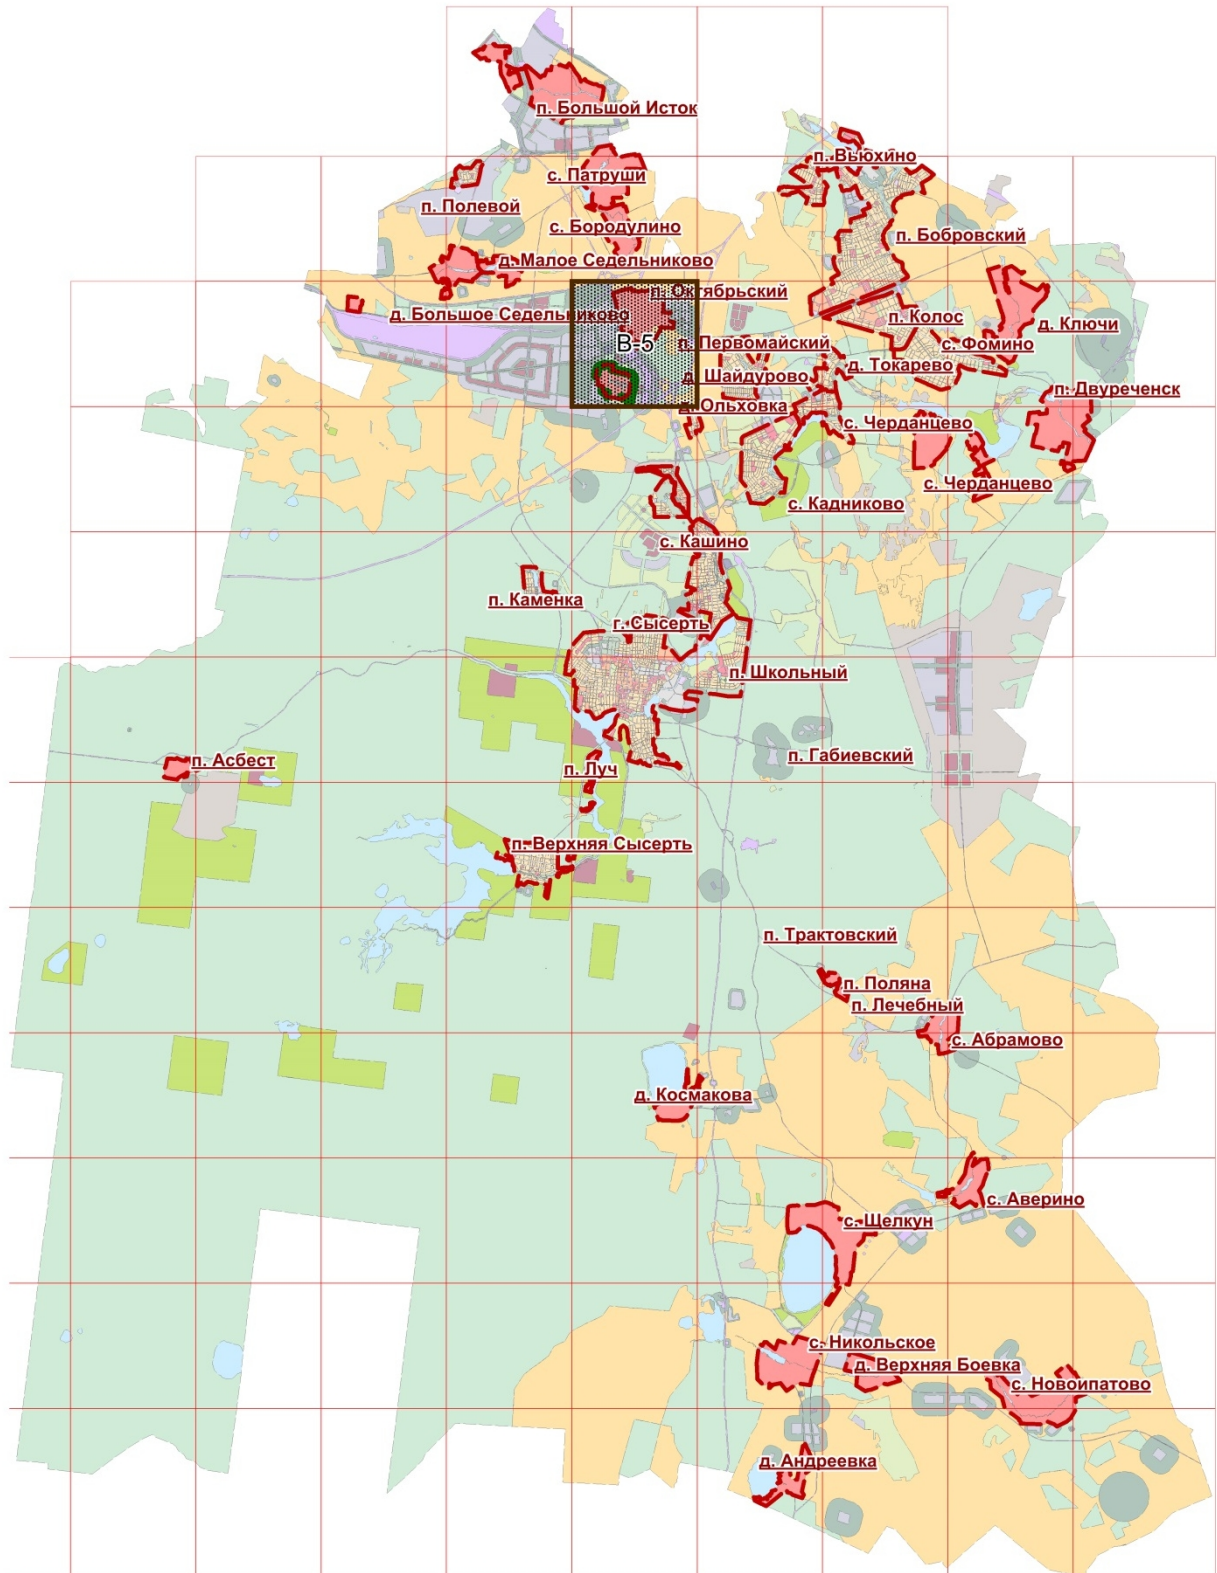 п. Большой Исток
п. Вьюхино
с. Патруши
п. Полевой
с. Бородулино
п. Бобровский
д. Малое Седельниково
п. Октябрьский
д. Большое Седельниково
п. Колос
д. Ключи
В-5
п. Первомайский
с. Фомино
д. Токарево
д. Шайдурово
п. Двуреченск
д. Ольховка
с. Черданцево
с. Черданцево
с. Кадниково
с. Кашино
п. Каменка
г. Сысерть
п. Школьный
п. Габиевский
п. Асбест
п. Луч
п. Верхняя Сысерть
п. Трактовский
п. Поляна
п. Лечебный
с. Абрамово
д. Космакова
с. Аверино
с. Щелкун
с. Никольское
д. Верхняя Боевка
с. Новоипатово
д. Андреевка